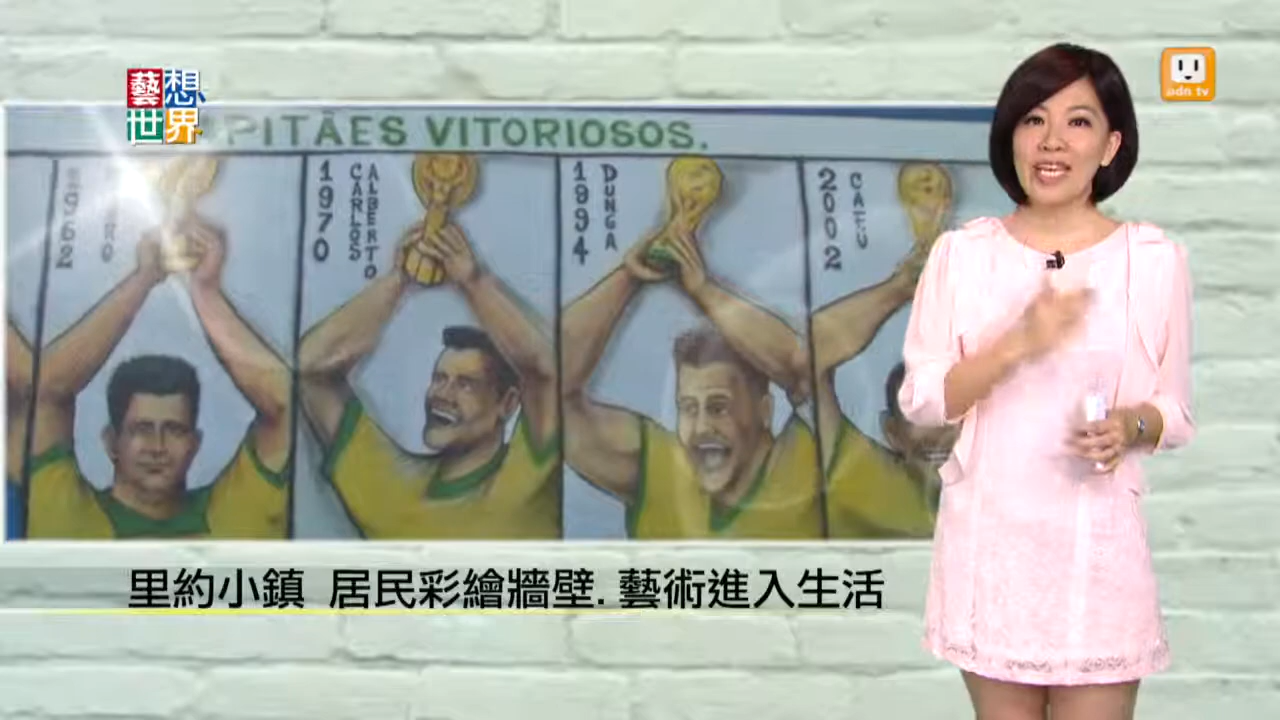 藝想
世界
udn tv
PITÃES VITORIOSOS.
1962
1970
CARLOS
ALBERTO
1994
DUNGA
2002
CAFU
里約小鎮 居民彩繪牆壁. 藝術進入生活